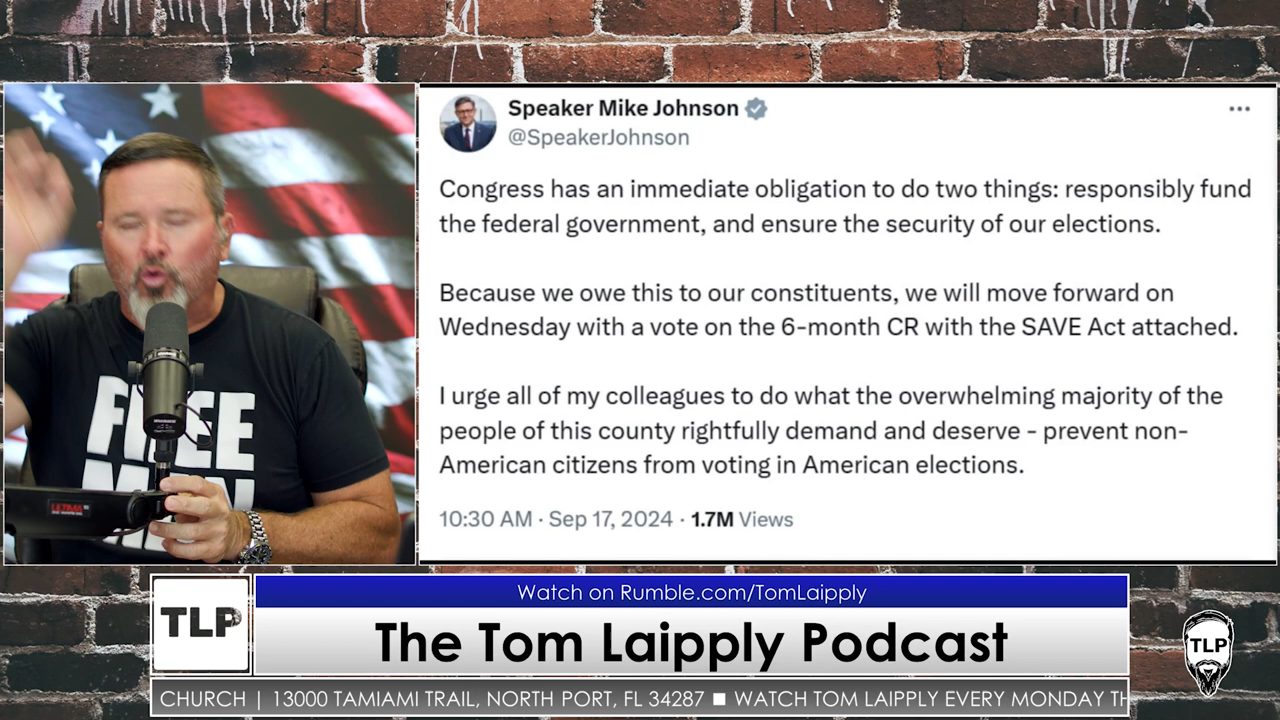 Speaker Mike Johnson
@SpeakerJohnson
Congress has an immediate obligation to do two things: responsibly fund
the federal government, and ensure the security of our elections.
Because we owe this to our constituents, we will move forward on
Wednesday with a vote on the 6-month CR with the SAVE Act attached.
I urge all of my colleagues to do what the overwhelming majority of the
people of this county rightfully demand and deserve - prevent non-
American citizens from voting in American elections.
10:30 AM · Sep 17, 2024 · 1.7M Views
FREE
TLP
Watch on Rumble.com/TomLaipply
The Tom Laipply Podcast
TLP
CHURCH | 13000 TAMIAMI TRAIL, NORTH PORT, FL 34287 ■ WATCH TOM LAIPPLY EVERY MONDAY TH